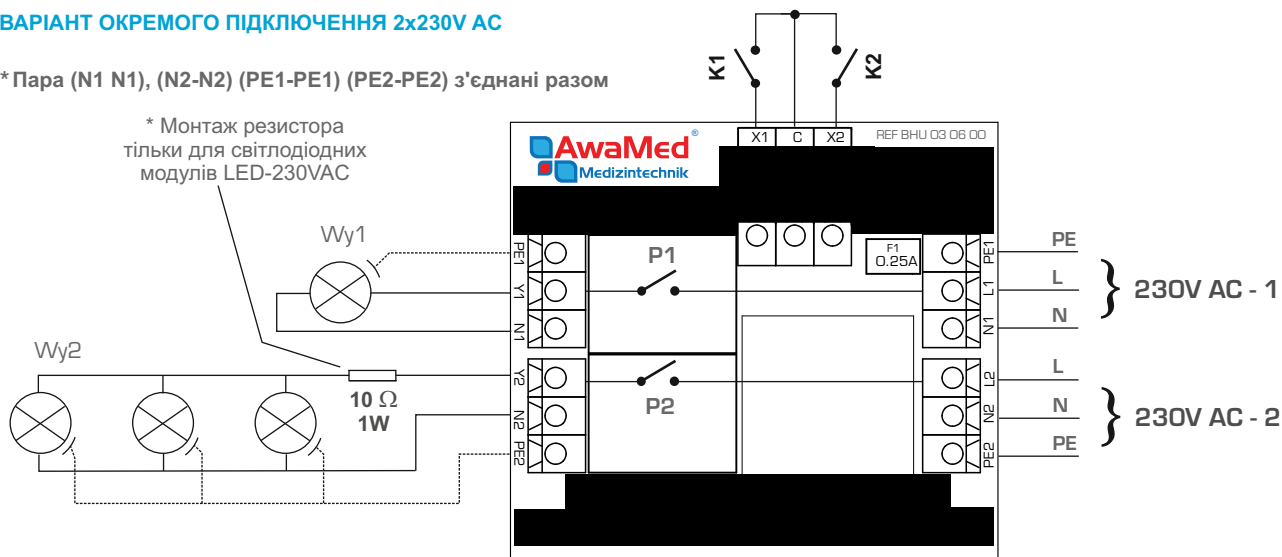 ВАРІАНТ ОКРЕМОГО ПІДКЛЮЧЕННЯ 2x230V AC
* Пара (N1 N1), (N2-N2) (PE1-PE1) (PE2-PE2) з'єднані разом
* Монтаж резистора
тільки для світлодіодних
модулів LED-230VAC
K1
K2
X1 C X2
REF BHU 03 06 00
AwaMed®
Medizintechnik
Wy1
PE1
Y1
N1
P1
F1
0.25A
PE1
L1
N1
PE
L
N
230V AC - 1
Wy2
10 Ω
1W
Y2
N2
PE2
P2
L2
N2
PE2
L
N
PE
230V AC - 2